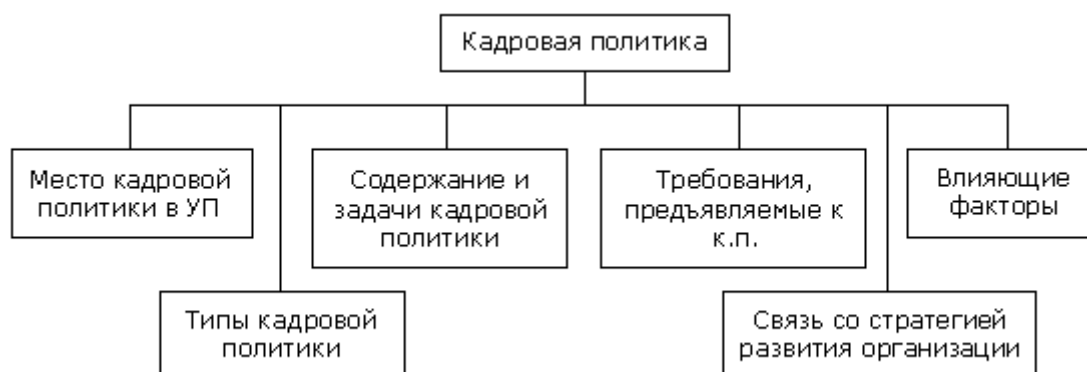 Кадровая политика
Место кадровой
политики в УП
Содержание и
задачи кадровой
политики
Требования,
предъявляемые к
к.п.
Влияющие
факторы
Типы кадровой
политики
Связь со стратегией
развития организации